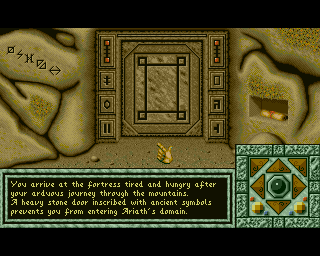 You arrive at the fortress tired and hungry after
your arduous journey through the mountains.
A heavy stone door inscribed with ancient symbols
prevents you from entering Ariath's domain.